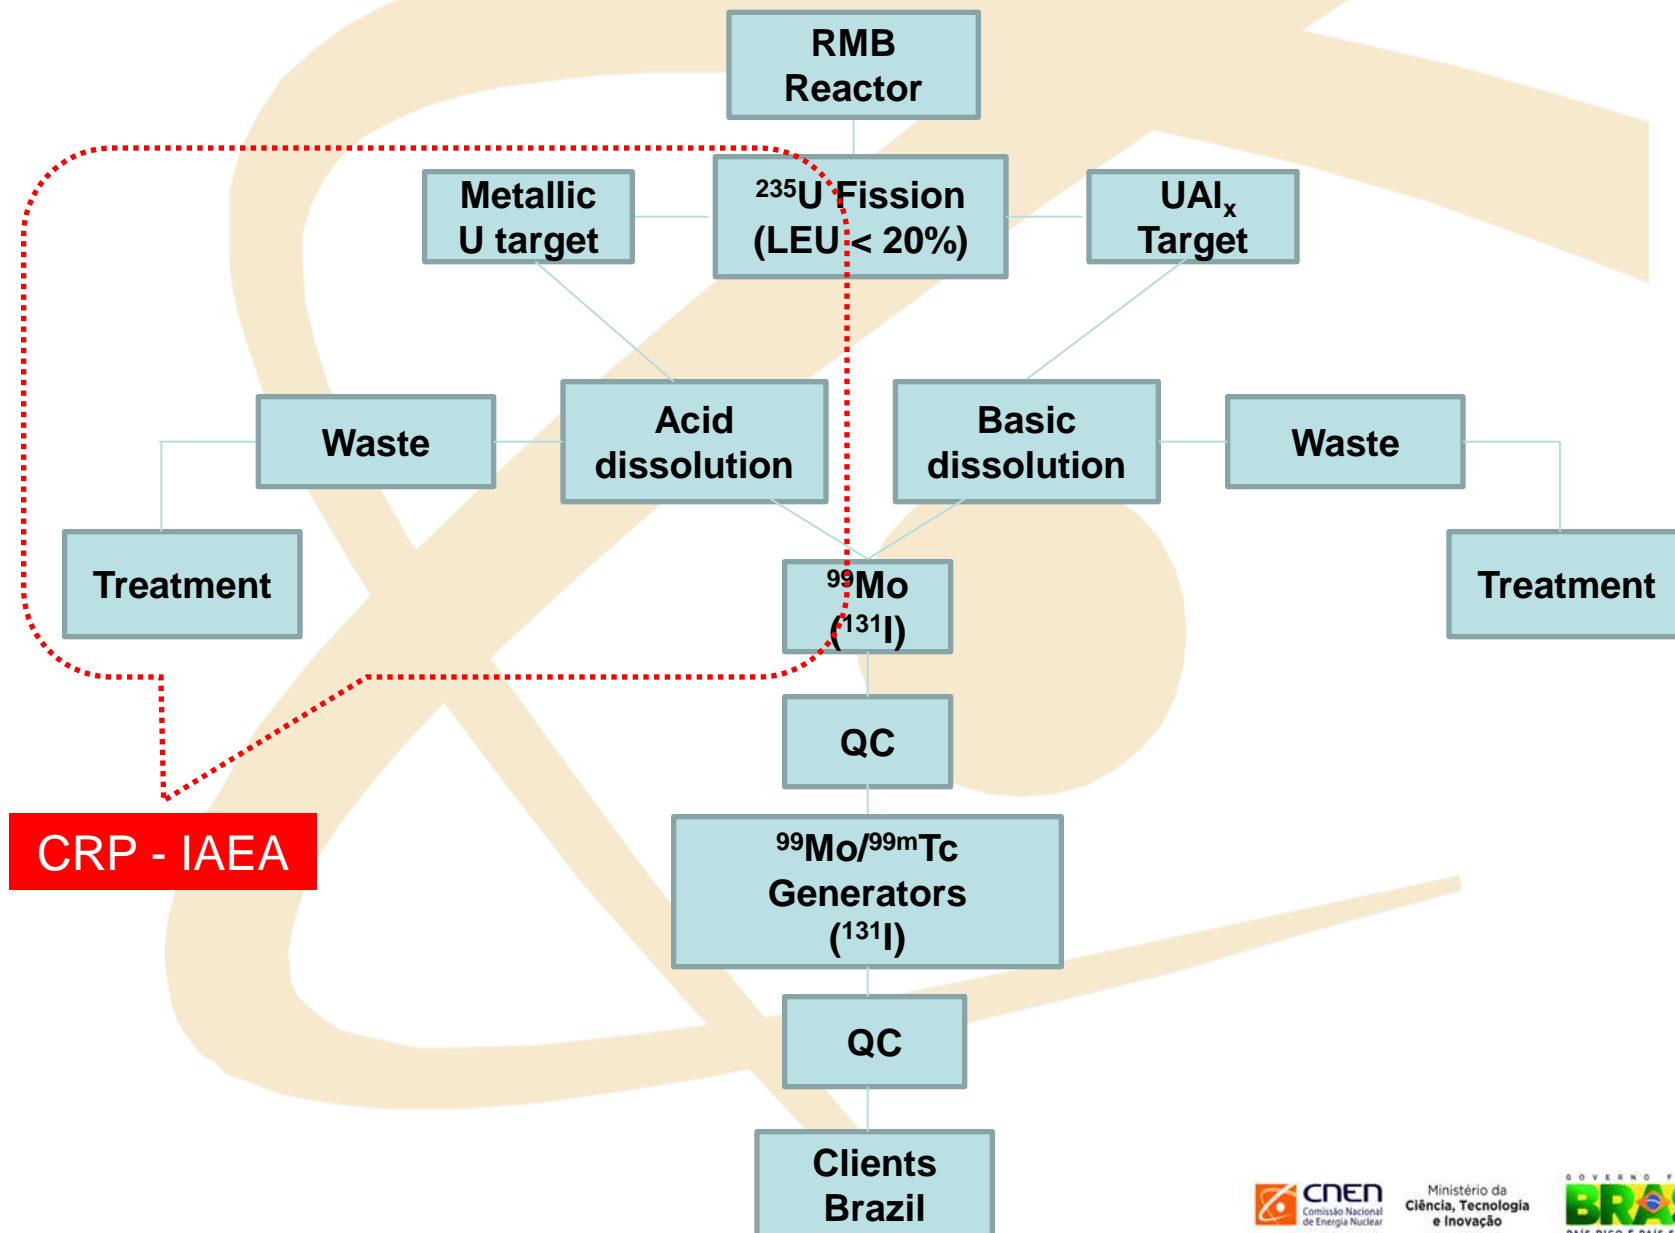 RMB
Reactor
Metallic
U target
²³⁵U Fission
(LEU < 20%)
UAlₓ
Target
Waste
Acid
dissolution
Basic
dissolution
Waste
Treatment
⁹⁹Mo
(¹³¹I)
Treatment
QC
CRP - IAEA
⁹⁹Mo/⁹⁹ᵐTc
Generators
(¹³¹I)
QC
Clients
Brazil
CNEN
Comissão Nacional
de Energia Nuclear
Ministério da
Ciência, Tecnologia
e Inovação
GOVERNO